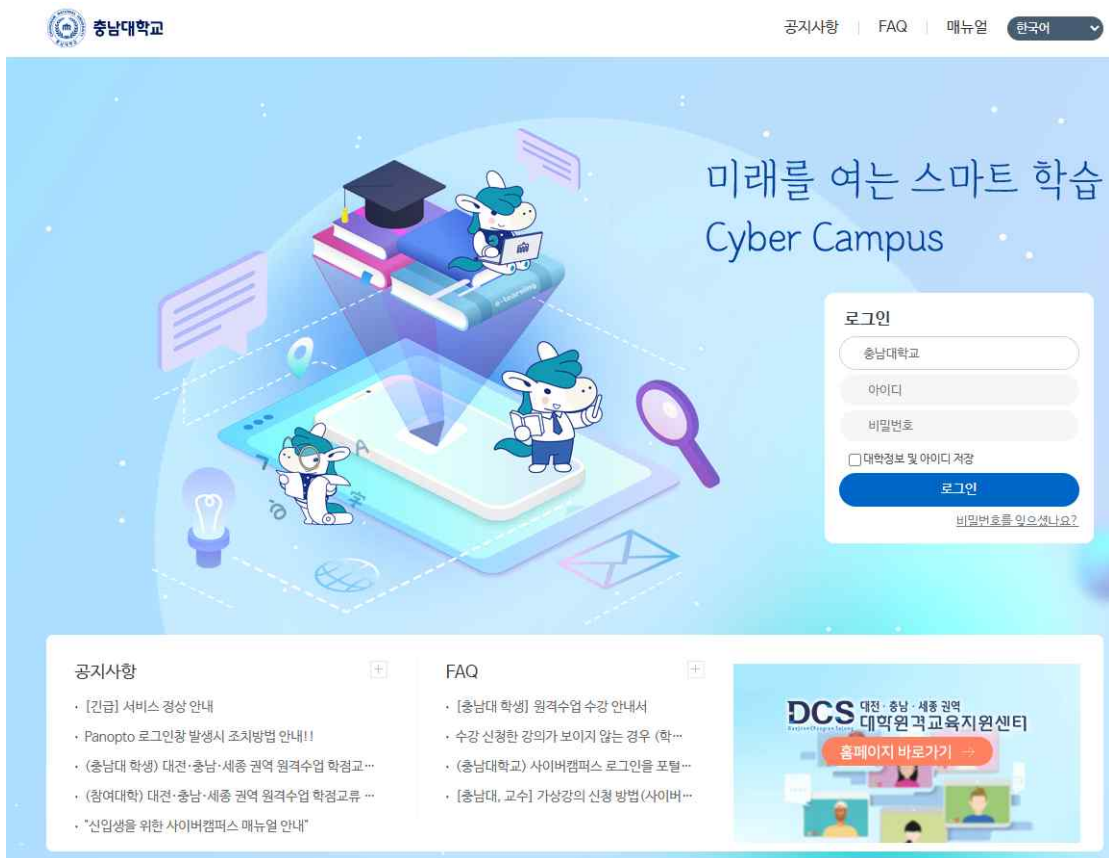 충남대학교
공지사항 | FAQ | 매뉴얼 한국어
미래를 여는 스마트 학습
Cyber Campus
e-learning
로그인
충남대학교
아이디
비밀번호
대학정보 및 아이디 저장
로그인
비밀번호를 잊으셨나요?
공지사항
· [긴급] 서비스 정상 안내
· Panopto 로그인창 발생시 조치방법 안내!!
· (충남대 학생) 대전·충남·세종 권역 원격수업 학점교…
· (참여대학) 대전·충남·세종 권역 원격수업 학점교류 …
· "신입생을 위한 사이버캠퍼스 매뉴얼 안내"
FAQ
· [충남대 학생] 원격수업 수강 안내서
· 수강 신청한 강의가 보이지 않는 경우 (학…
· (충남대학교) 사이버캠퍼스 로그인을 포털…
· [충남대, 교수] 가상강의 신청 방법(사이버…
DCS 대전·충남·세종 권역
대학원격교육지원센터
홈페이지 바로가기 →